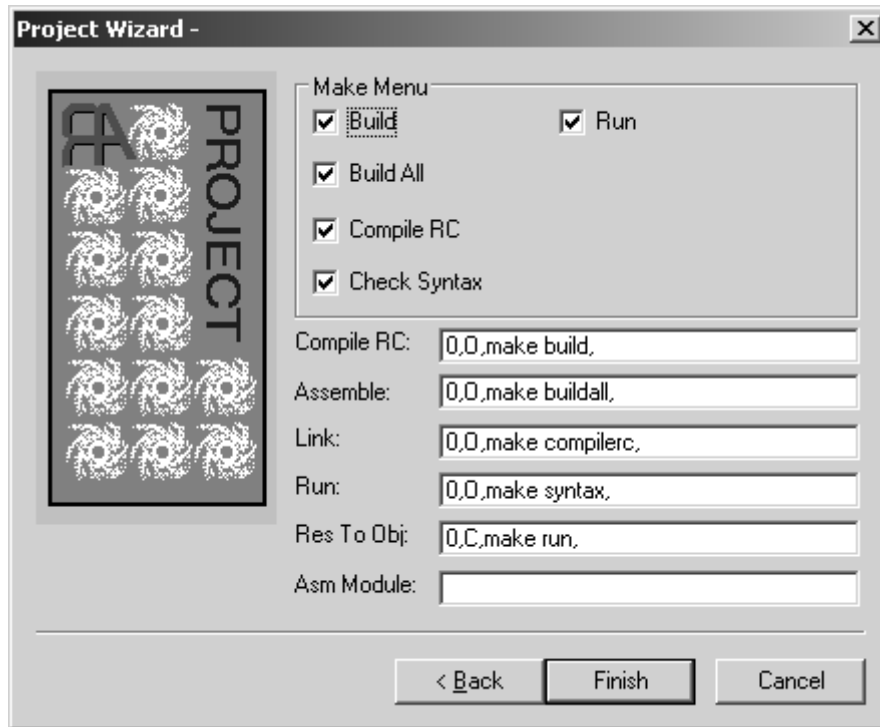 Project Wizard -
RA
PROJECT
Make Menu
Build
Run
Build All
Compile RC
Check Syntax
Compile RC: 0,O,make build,
Assemble: 0,O,make buildall,
Link: 0,O,make compilerc,
Run: 0,O,make syntax,
Res To Obj: 0,C,make run,
Asm Module:
< Back
Finish
Cancel